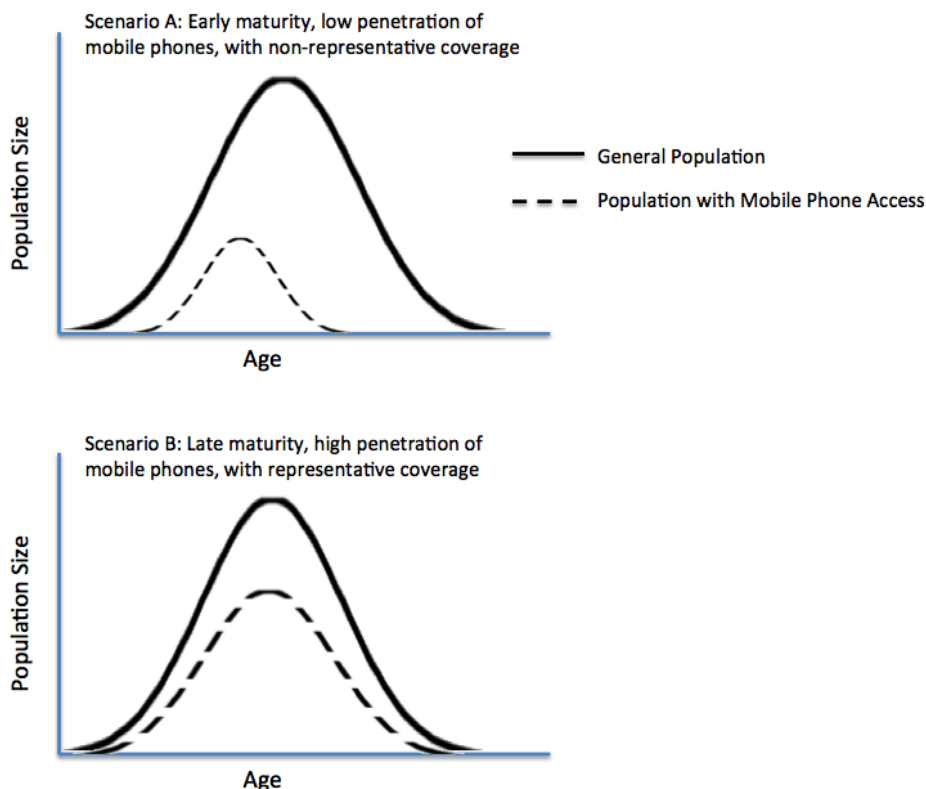 Scenario A: Early maturity, low penetration of
mobile phones, with non-representative coverage
Population Size
General Population
Population with Mobile Phone Access
Age
Scenario B: Late maturity, high penetration of
mobile phones, with representative coverage
Population Size
Age